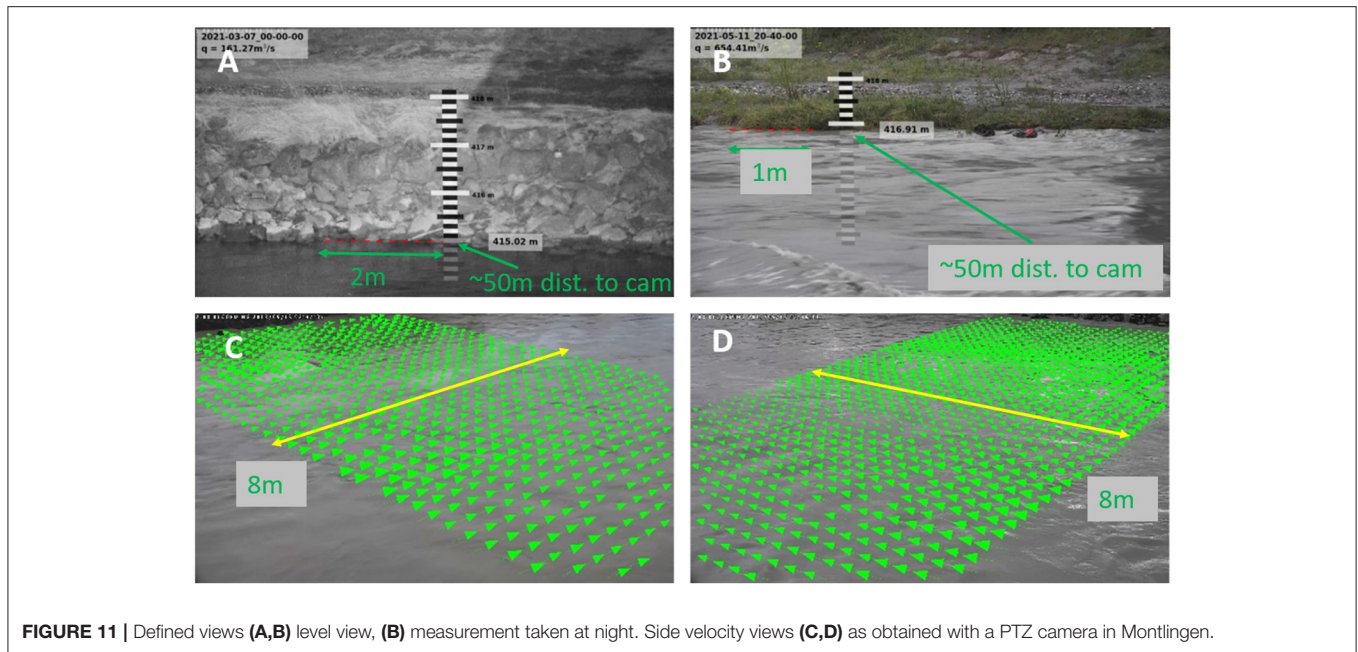 2021-03-07_00-00-00
q = 161.27m³/s
A
418 m
417 m
416 m
415.02 m
2m
~50m dist. to cam
2021-05-11_20-40-00
q = 654.41m³/s
B
418 m
416.91 m
1m
~50m dist. to cam
C
8m
D
8m
FIGURE 11 | Defined views (A,B) level view, (B) measurement taken at night. Side velocity views (C,D) as obtained with a PTZ camera in Montlingen.